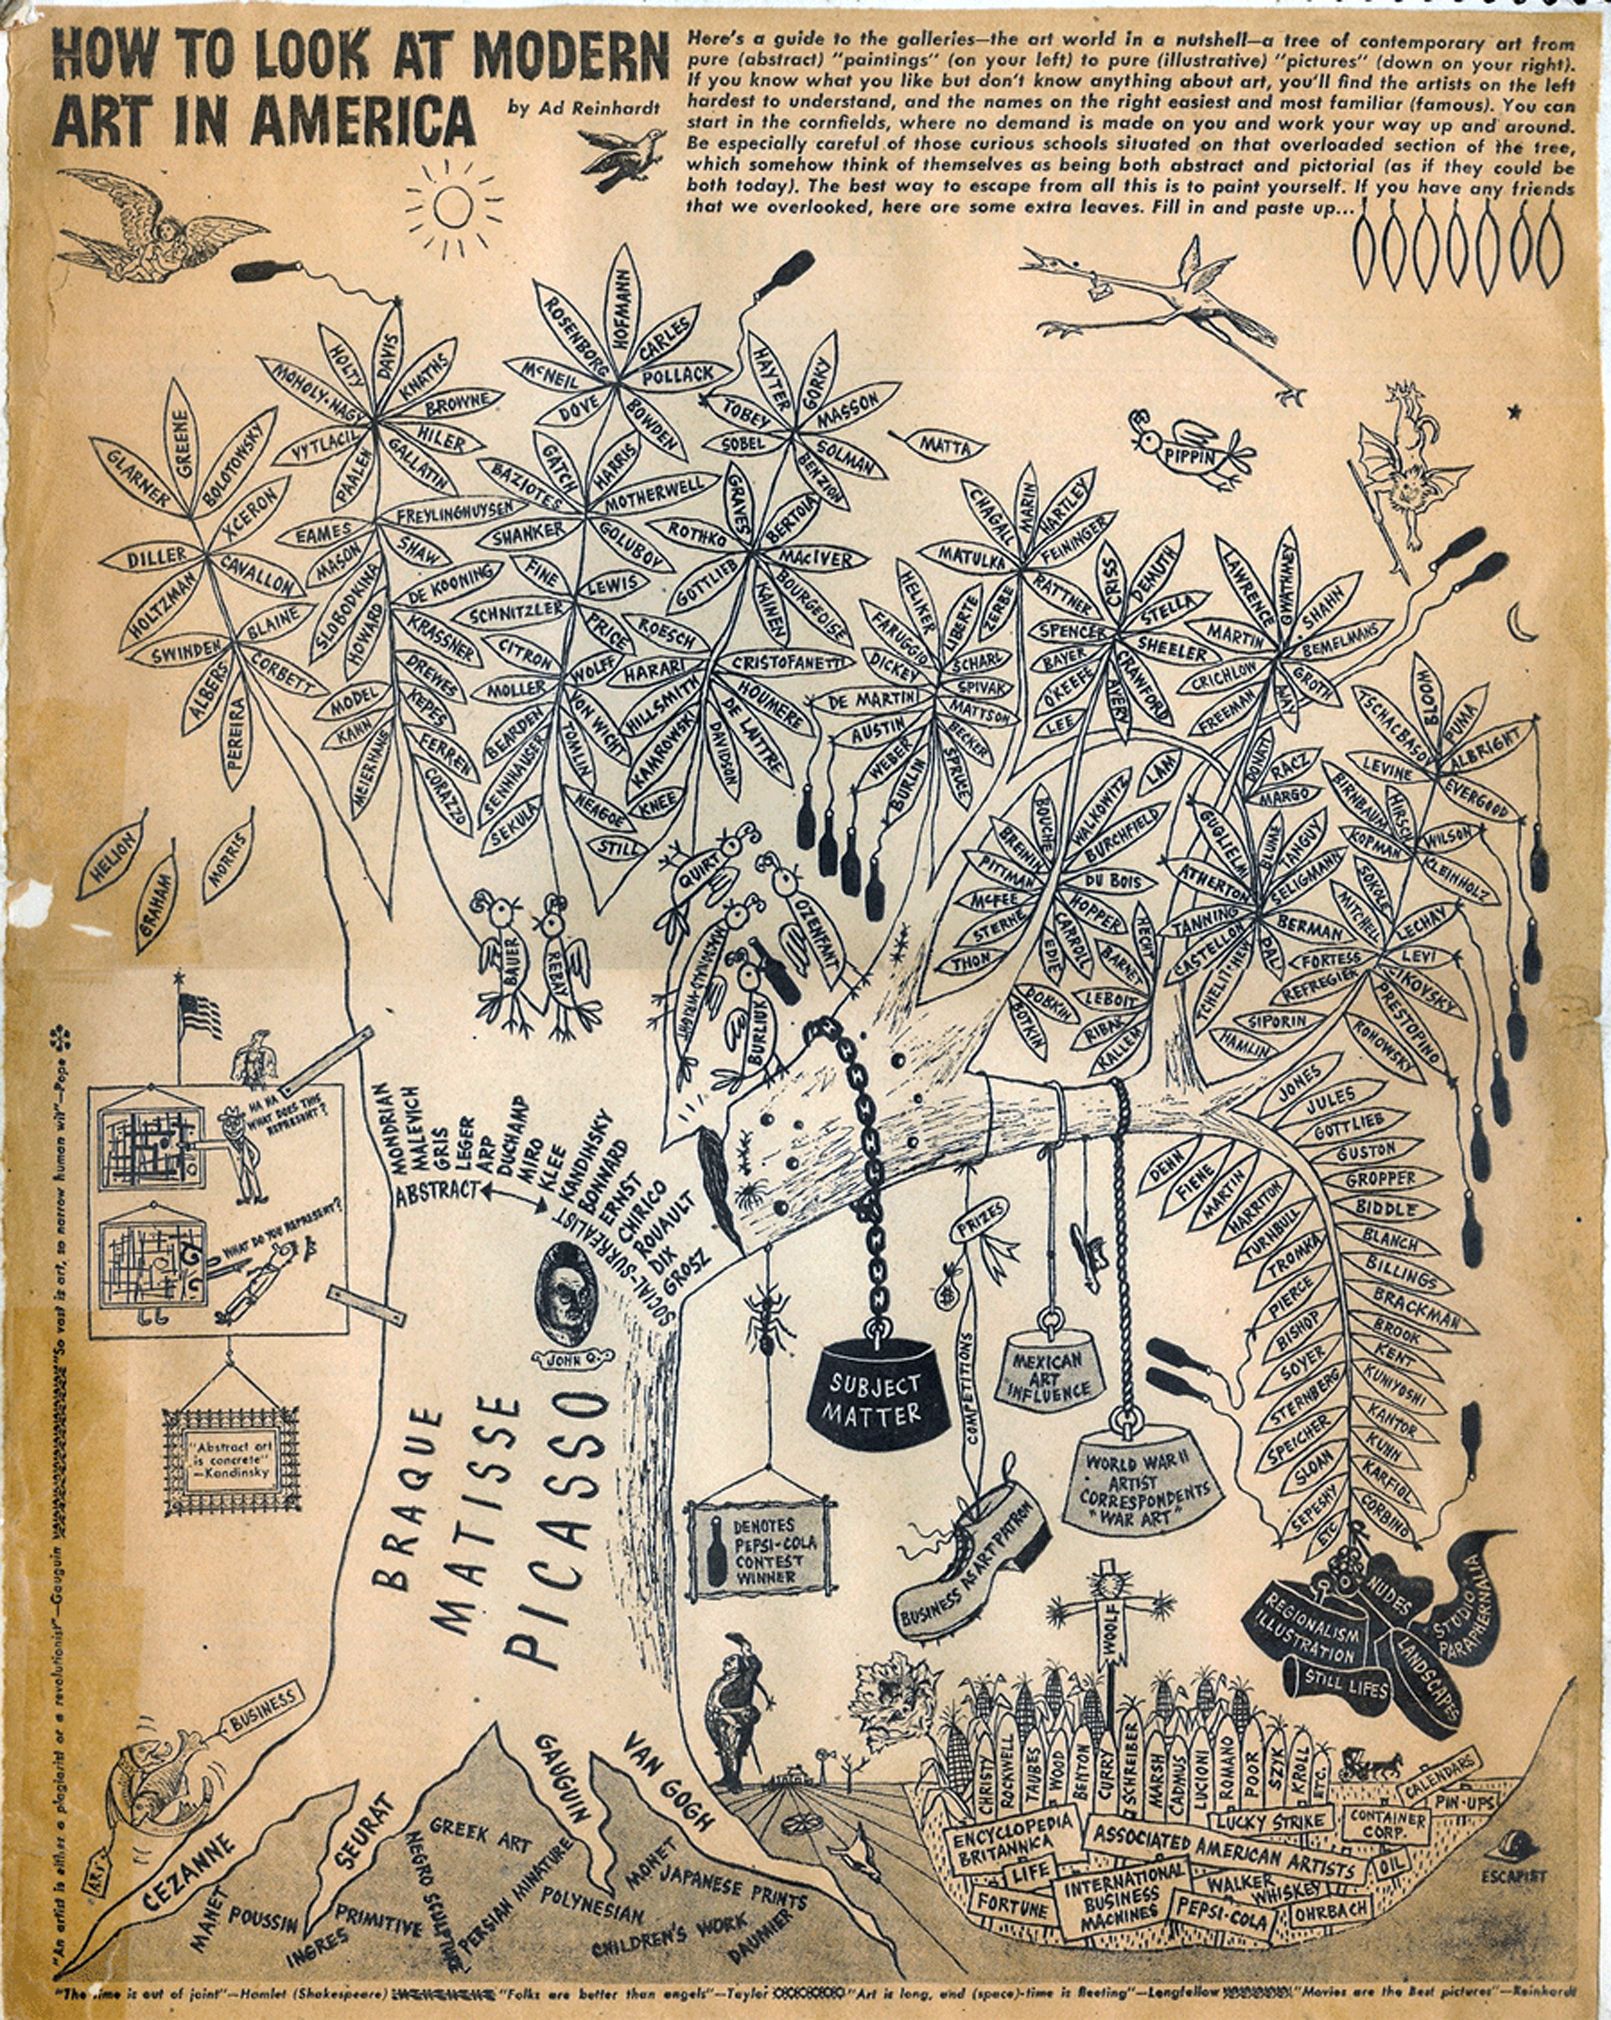 HOW TO LOOK AT MODERN
ART IN AMERICA
by Ad Reinhardt
Here's a guide to the galleries—the art world in a nutshell—a tree of contemporary art from
pure (abstract) "paintings" (on your left) to pure (illustrative) "pictures" (down on your right).
If you know what you like but don't know anything about art, you'll find the artists on the left
hardest to understand, and the names on the right easiest and most familiar (famous). You can
start in the cornfields, where no demand is made on you and work your way up and around.
Be especially careful of those curious schools situated on that overloaded section of the tree,
which somehow think of themselves as being both abstract and pictorial (as if they could be
both today). The best way to escape from all this is to paint yourself. If you have any friends
that we overlooked, here are some extra leaves. Fill in and paste up...
GREENE
GLARNER
BOLOTOWSKY
XCERON
DILLER
CAVALLON
HOLTZMAN
BLAINE
SWINDEN
CORBETT
ALBERS
PEREIRA
HELION
GRAHAM
MORRIS
DAVIS
HOLTY
KNATHS
MOHOLY-NAGY
BROWNE
VYTLACIL
HILER
GALLATIN
PAALEN
FREYLINGHUYSEN
EAMES
SHAW
MASON
DE KOONING
SLOBODKINA
HOWARD
KRASSNER
DREWES
MODEL
KEPES
KANN
FERREN
MEIERHANS
CORAZZO
HOFMANN
ROSENBORG
CARLES
McNEIL
POLLACK
DOVE
BOWDEN
GATCH
HARRIS
BAZIOTES
MOTHERWELL
SHANKER
GOLUBOV
FINE
LEWIS
SCHNITZLER
PRICE
CITRON
WOLFF
MOLLER
VON WICHT
BEARDEN
TOMLIN
SENNHAUSER
SEKULA
NEAGOE
KNEE
STILL
HAYTER
GORKY
TOBEY
MASSON
SOBEL
SOLMAN
BENZION
GRAVES
BERTOIA
ROTHKO
MACIVER
GOTTLIEB
BOURGEOISE
KAINEN
ROESCH
HARARI
CRISTOFANETTI
HILLSMITH
HOUMERE
DE LAITTRE
KAMROWSKI
DAVIDSON
MATTA
PIPPIN
HELIKER
LIBERTE
ZERBE
FARUGGIO
DICKEY
SCHARL
SPIVAK
DE MARTINI
MATTSON
AUSTIN
BECKER
WEBER
BURLIN
SPRUCE
CHAGALL
MARIN
HARTLEY
MATULKA
FEININGER
RATTNER
CRISS
DEMUTH
STELLA
SPENCER
SHEELER
BAYER
CRAWFORD
O'KEEFE
AVERY
LEE
LAWRENCE
GWATHMEY
SHAHN
MARTIN
BEMELMANS
CRICHLOW
GROTH
FREEMAN
MAY
LAM
DONATI
RACZ
MARGO
BLOOM
TSCHACBASOV
PUMA
ALBRIGHT
LEVINE
EVERGOOD
BIRNBAUM
HIRSCH
KOPMAN
WILSON
KLEINHOLZ
SOKOLE
MITCHELL
LECHAY
FORTESS
LEVI
REFREGIER
CIKOVSKY
PRESTOPINO
SIPORIN
ROHOWSKY
HAMLIN
BOUCHE
WALKOWITZ
BREININ
BURCHFIELD
PITTMAN
DU BOIS
McFEE
HOPPER
STERNE
CARROLL
EDIE
THON
HECHT
BARNET
DOBKIN
LEBOIT
BOTKIN
RIBAK
KALLEM
GUGLIELMI
BLUME
TANGUY
ATHERTON
SELIGMANN
TANNING
BERMAN
CASTELLON
DALI
TCHELITCHEW
QUIRT
OZENFANT
MACDONALD-WRIGHT
BURLIUK
BAUER
REBAY
JONES
JULES
GOTTLIEB
GUSTON
GROPPER
BIDDLE
BLANCH
BILLINGS
BRACKMAN
BROOK
KENT
KUNIYOSHI
KANTOR
KUHN
KARFIOL
CORBINO
DEHN
FIENE
MARTIN
HARRITON
TURNBULL
TROMKA
PIERCE
BISHOP
SOYER
STERNBERG
SPEICHER
SLOAN
SEPESHY
ETC
HA HA
WHAT DOES THIS
REPRESENT?
WHAT DO YOU REPRESENT?
"Abstract art
is concrete"
—Kandinsky
MONDRIAN
MALEVICH
GRIS
LEGER
ARP
DUCHAMP
MIRO
KLEE
KANDINSKY
BONNARD
ERNST
CHIRICO
ROUAULT
DIX
GROSZ
ABSTRACT
SOCIAL-SURREALIST
JOHN Q.
BRAQUE
MATISSE
PICASSO
SUBJECT
MATTER
PRIZES
$
COMPETITIONS
BUSINESS AS ART PATRON
MEXICAN
ART
INFLUENCE
WORLD WAR II
ARTIST
CORRESPONDENTS
"WAR ART"
DENOTES
PEPSI-COLA
CONTEST
WINNER
NUDES
STUDIO
PARAPHERNALIA
REGIONALISM
ILLUSTRATION
LANDSCAPES
STILL LIFES
WOOLF
CHRISTY
ROCKWELL
TAUBES
WOOD
BENTON
CURRY
SCHREIBER
MARSH
CADMUS
LUCIONI
ROMANO
POOR
SZYK
KROLL
ETC.
CALENDARS
PIN-UPS
ENCYCLOPEDIA
BRITANNICA
ASSOCIATED AMERICAN ARTISTS
LUCKY STRIKE
CONTAINER
CORP.
OIL
LIFE
FORTUNE
INTERNATIONAL
BUSINESS
MACHINES
WALKER
WHISKEY
PEPSI-COLA
OHRBACH
ESCAPIST
BUSINESS
ART
CEZANNE
SEURAT
GAUGUIN
VAN GOGH
MANET
POUSSIN
INGRES
PRIMITIVE
GREEK ART
NEGRO SCULPTURE
PERSIAN MINATURE
POLYNESIAN
MONET
JAPANESE PRINTS
CHILDREN'S WORK
DAUMIER
"An artist is either a plagiarist or a revolutionist"—Gauguin "So vast is art, so narrow human wit"—Pope
"The time is out of joint"—Hamlet (Shakespeare) "Folks are better than angels"—Taylor "Art is long, and (space)-time is fleeting"—Longfellow "Movies are the Best pictures"—Reinhardt